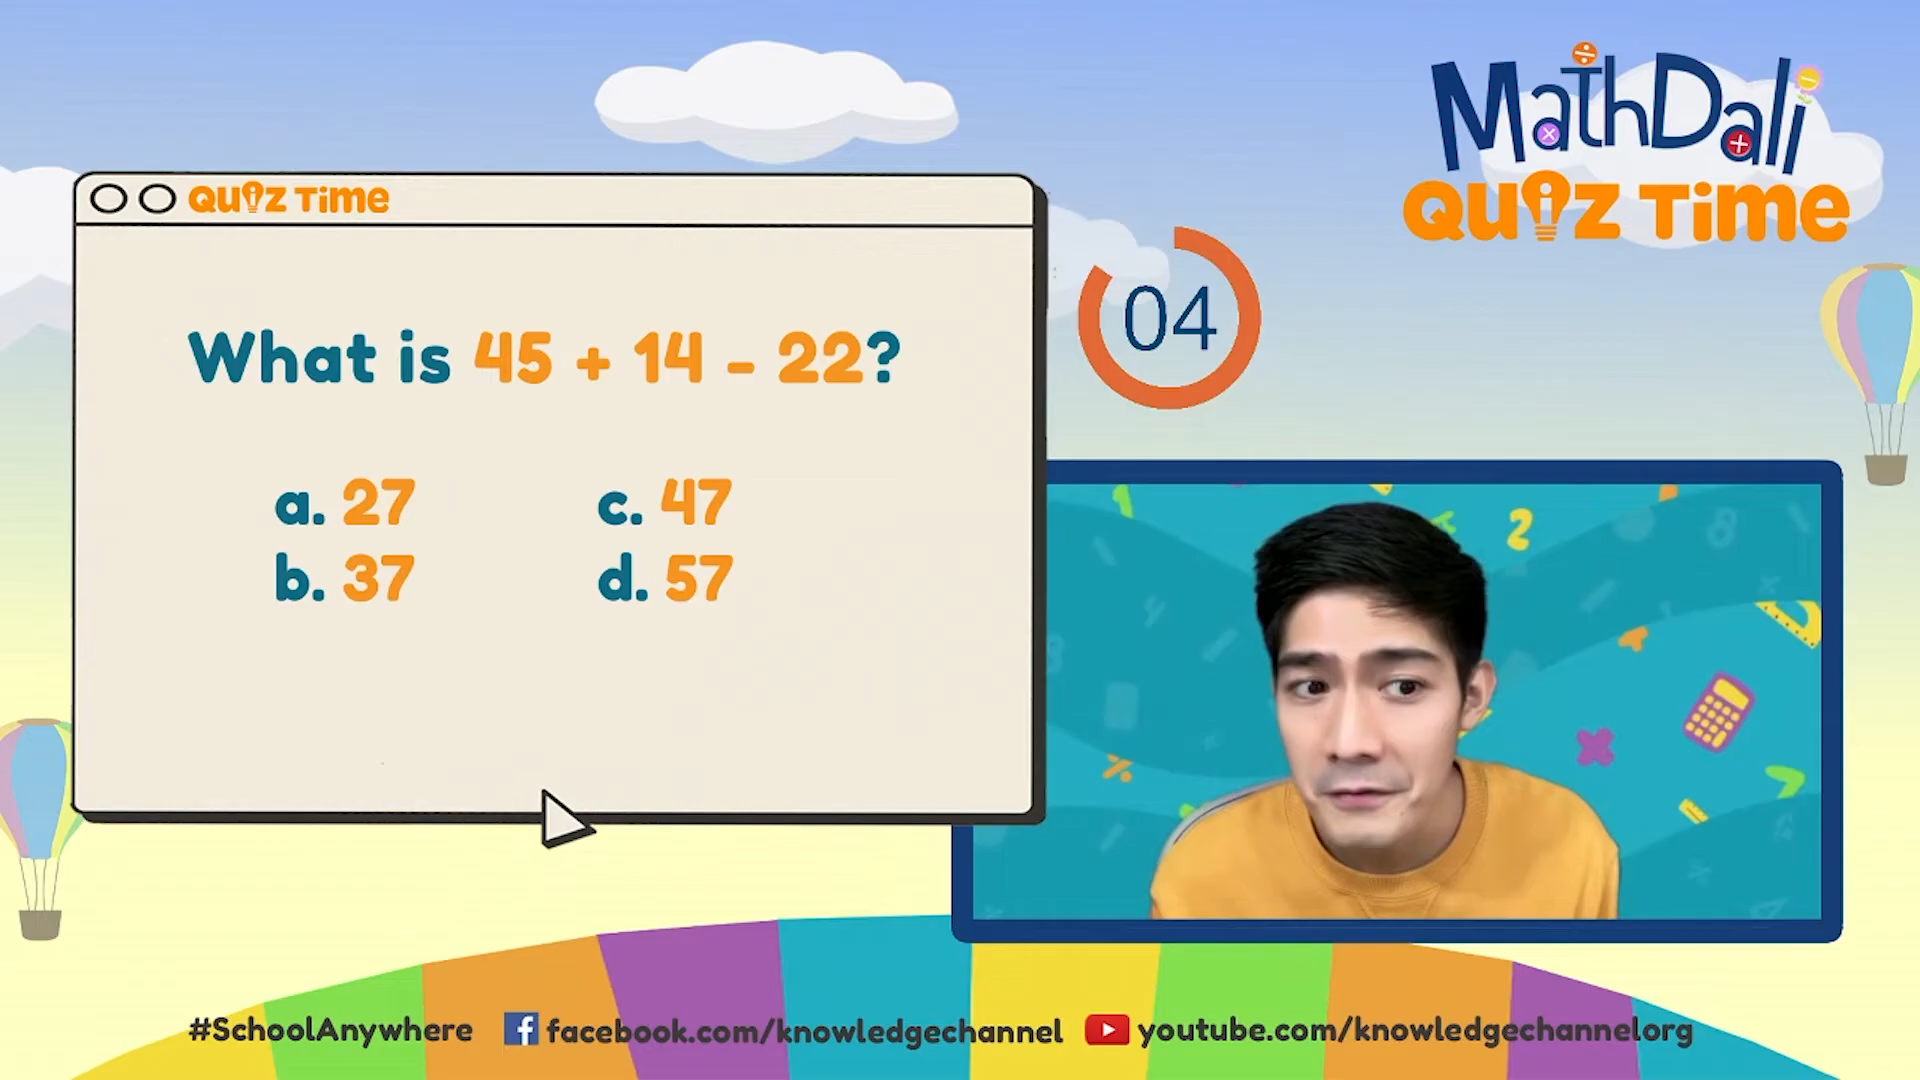 MathDali
QUIZ TIME
QUIZ TIME
What is 45 + 14 - 22?
04
a. 27
b. 37
c. 47
d. 57
#SchoolAnywhere facebook.com/knowledgechannel youtube.com/knowledgechannelorg